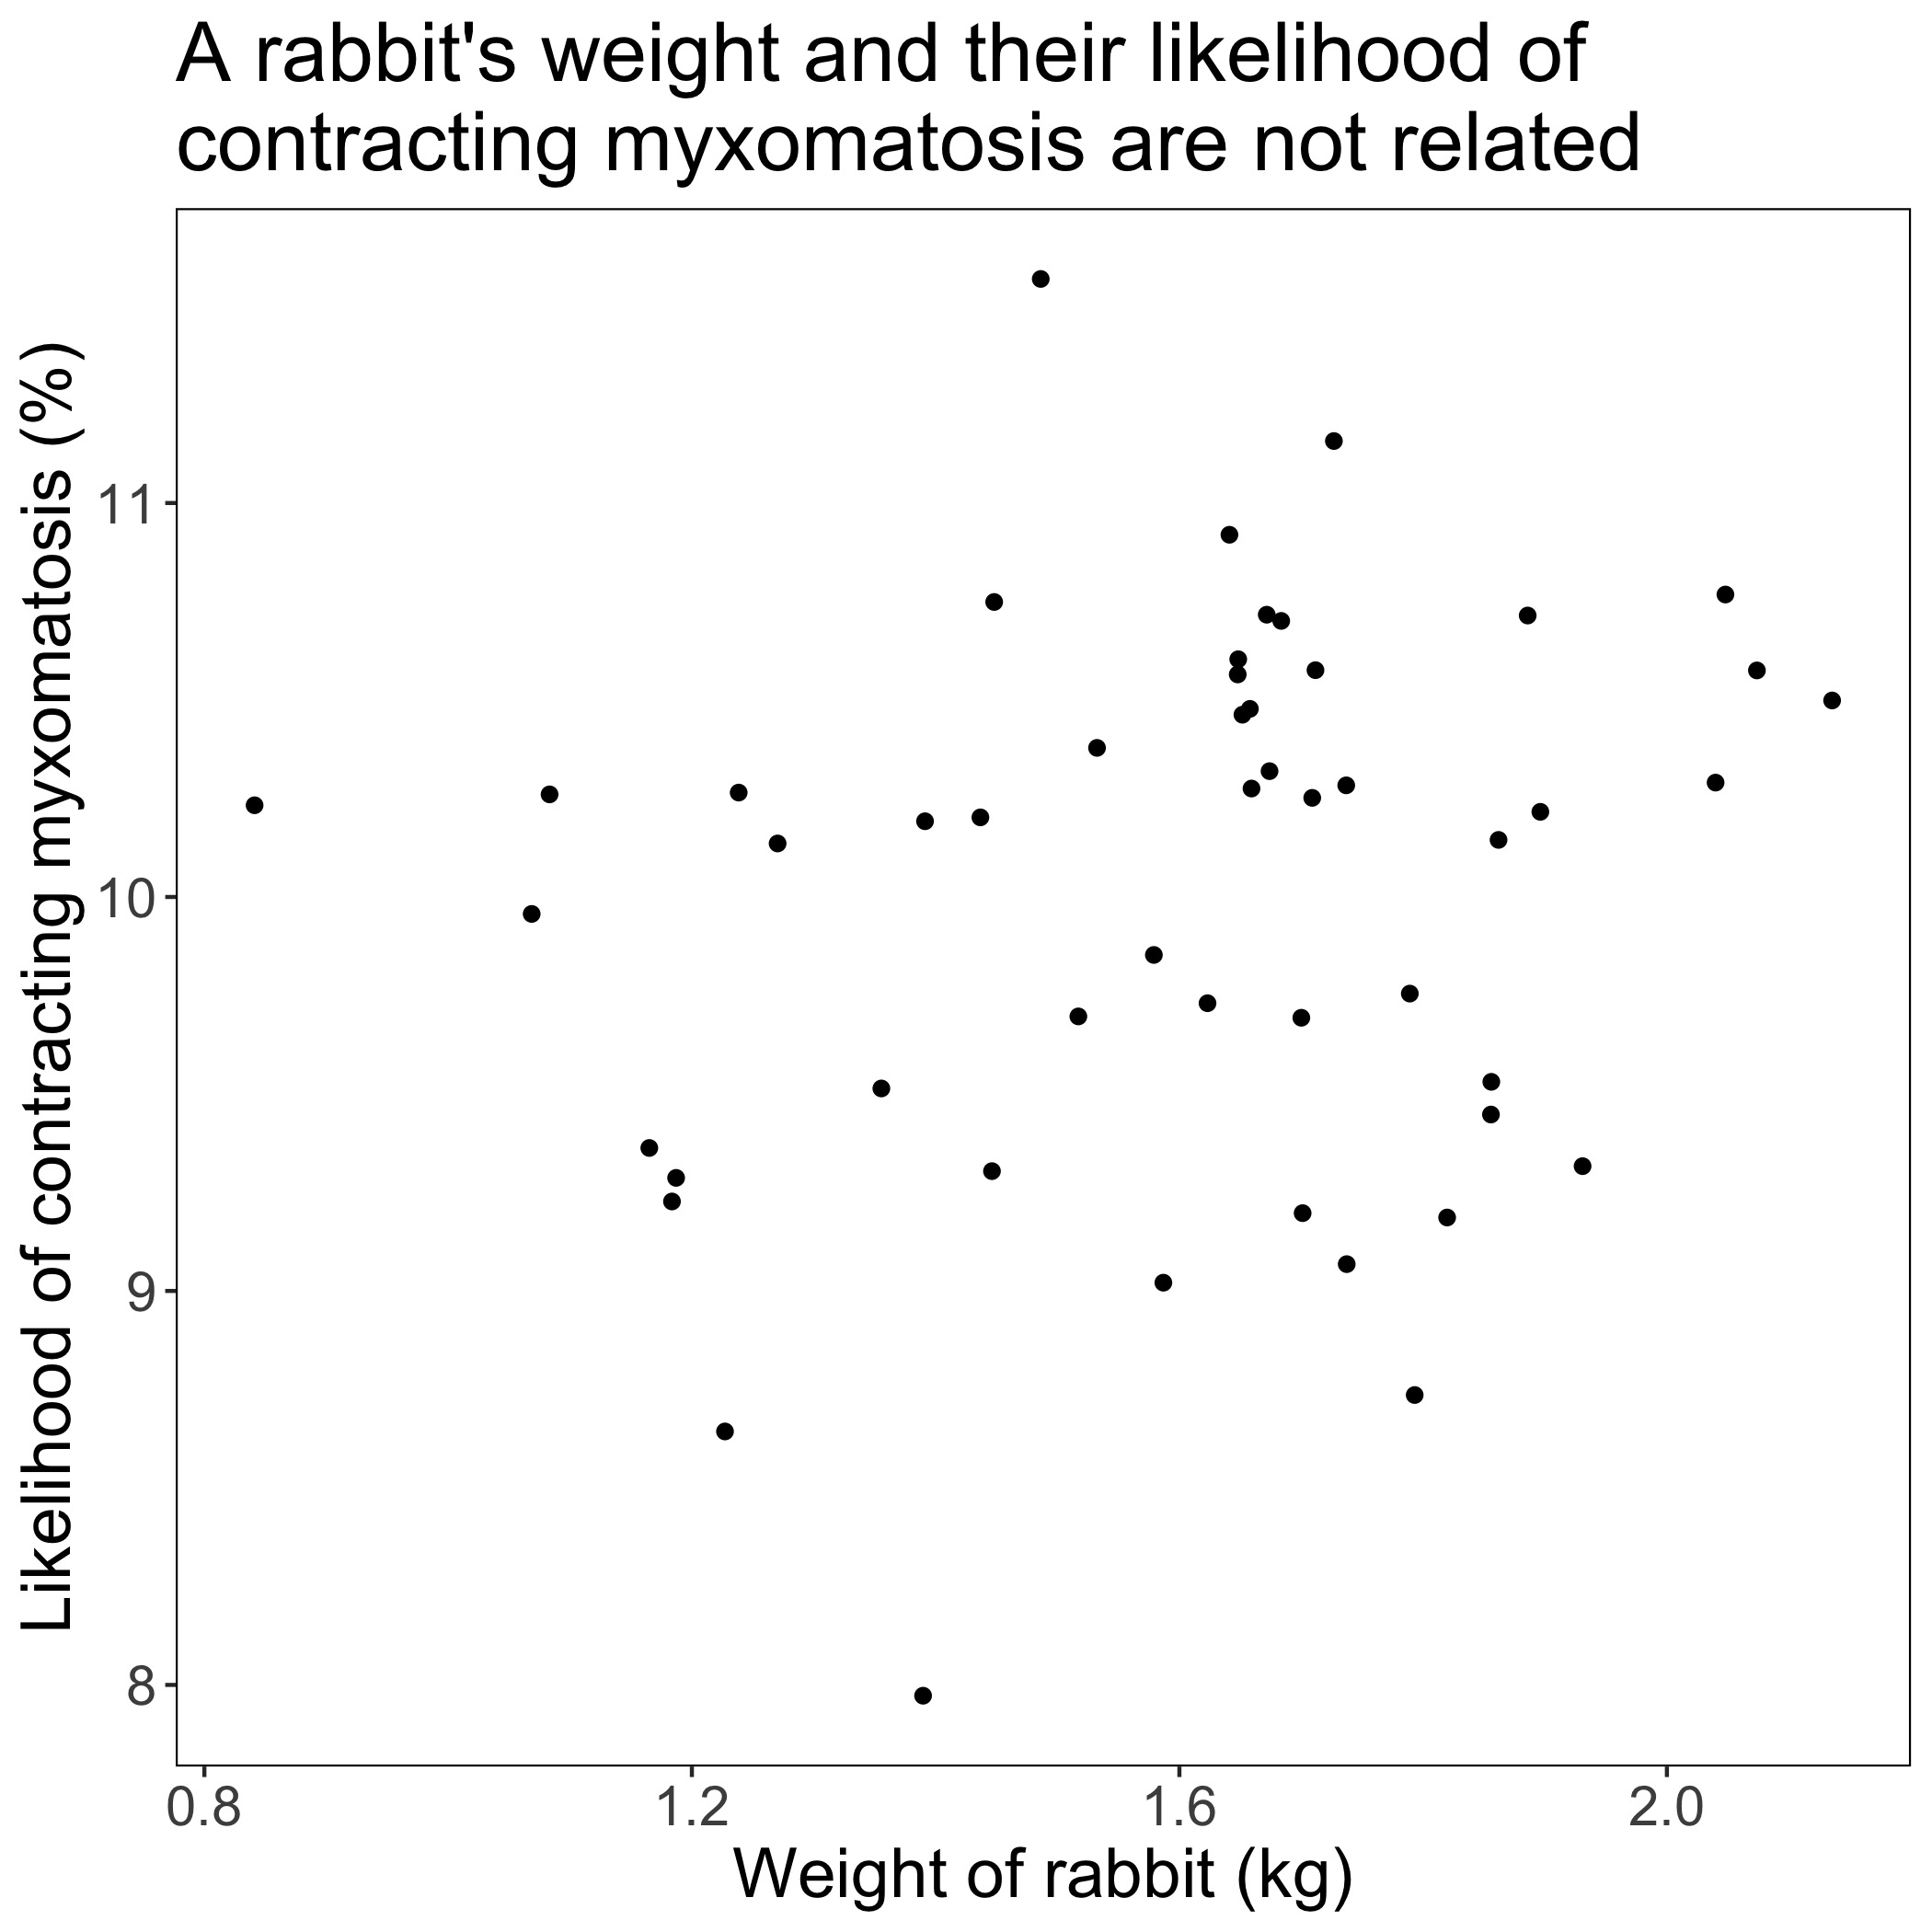 A rabbit's weight and their likelihood of
contracting myxomatosis are not related
Likelihood of contracting myxomatosis (%)
11
10
9
8
0.8 1.2 1.6 2.0
Weight of rabbit (kg)